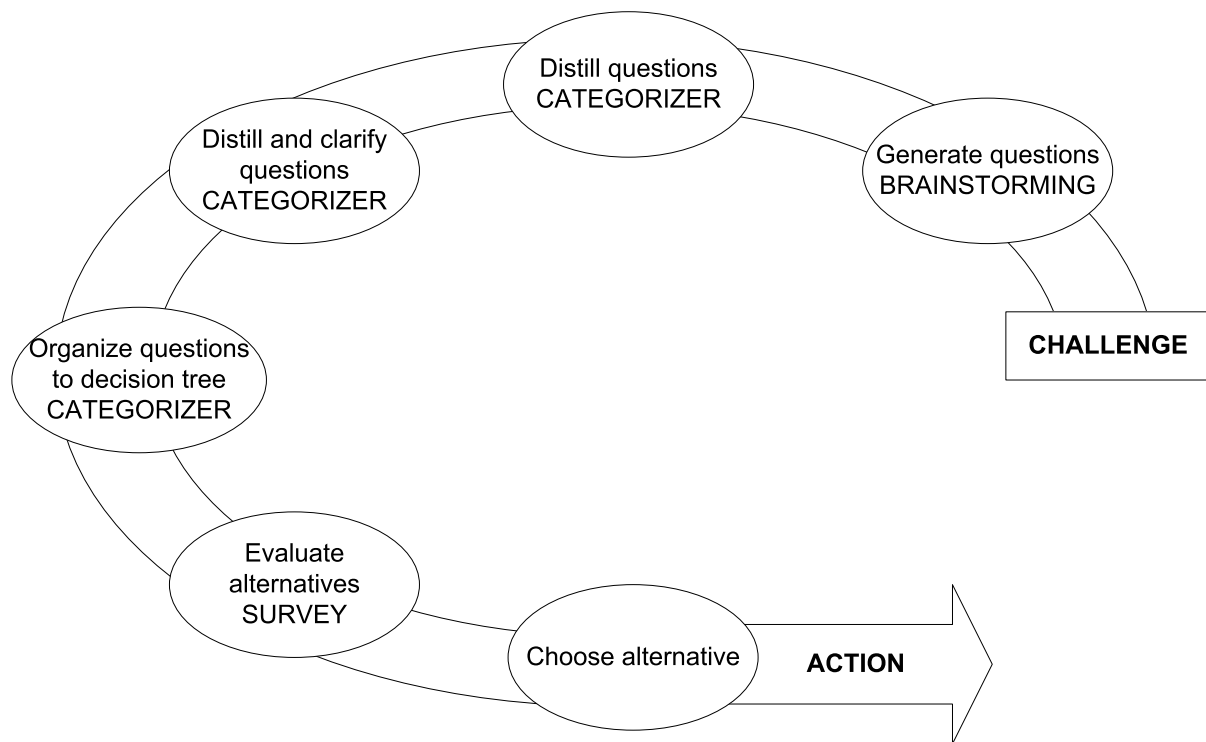 Distill questions
CATEGORIZER
Distill and clarify
questions
CATEGORIZER
Generate questions
BRAINSTORMING
CHALLENGE
Organize questions
to decision tree
CATEGORIZER
Evaluate
alternatives
SURVEY
Choose alternative
ACTION